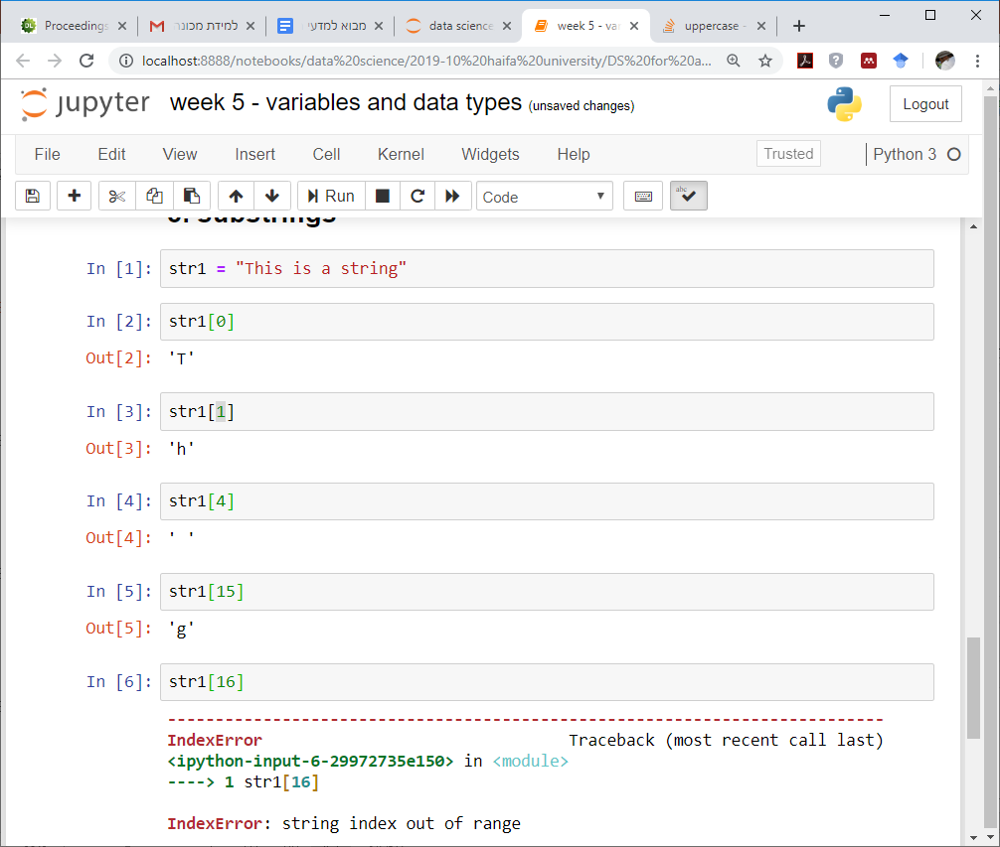 Proceedings
למידת מכונה
מבוא למדעי
data science
week 5 - var
uppercase -
localhost:8888/notebooks/data%20science/2019-10%20haifa%20university/DS%20for%20a...
jupyter week 5 - variables and data types (unsaved changes)
Logout
File Edit View Insert Cell Kernel Widgets Help
Trusted
Python 3
Run
Code
abc
6. Substrings
In [1]: str1 = "This is a string"
In [2]: str1[0]
Out[2]: 'T'
In [3]: str1[1]
Out[3]: 'h'
In [4]: str1[4]
Out[4]: ' '
In [5]: str1[15]
Out[5]: 'g'
In [6]: str1[16]
---------------------------------------------------------------------------
IndexError Traceback (most recent call last)
<ipython-input-6-29972735e150> in <module>
----> 1 str1[16]
IndexError: string index out of range